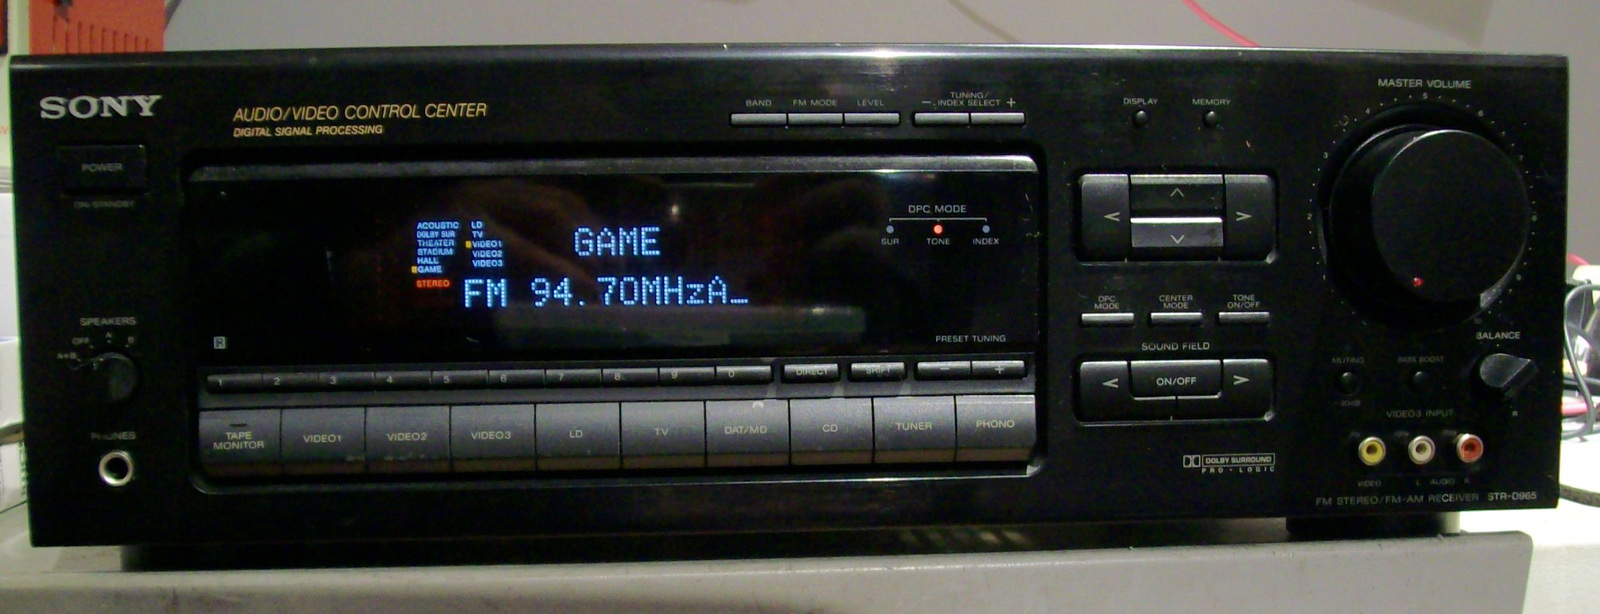 SONY
AUDIO/VIDEO CONTROL CENTER
DIGITAL SIGNAL PROCESSING
BAND FM MODE LEVEL
TUNING/
− INDEX SELECT +
DISPLAY MEMORY
MASTER VOLUME
POWER
ON/STANDBY
ACOUSTIC LD
DOLBY SUR TV
THEATER VIDEO1
STADIUM VIDEO2
HALL VIDEO3
GAME
STEREO
GAME
FM 94.70MHzA_
DPC MODE
SUR TONE INDEX
< ∧ ∨ >
DPC MODE
CENTER MODE
TONE ON/OFF
SPEAKERS
OFF A B
A+B
PHONES
R
PRESET TUNING
1 2 3 4 5 6 7 8 9 0 DIRECT SHIFT − +
TAPE MONITOR
VIDEO1 VIDEO2 VIDEO3 LD TV DAT/MD CD TUNER PHONO
SOUND FIELD
< ON/OFF >
DOLBY SURROUND
PRO·LOGIC
BALANCE
R
MUTING BASS BOOST
−20dB
VIDEO3 INPUT
VIDEO L AUDIO R
FM STEREO/FM-AM RECEIVER STR-D965